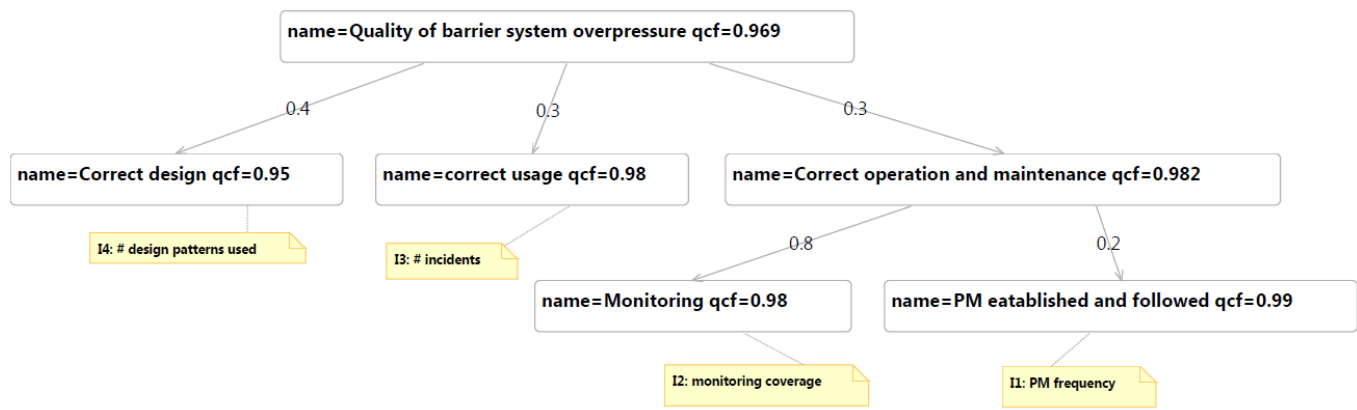 name=Quality of barrier system overpressure qcf=0.969
0.4
0.3
0.3
name=Correct design qcf=0.95
name=correct usage qcf=0.98
name=Correct operation and maintenance qcf=0.982
I4: # design patterns used
I3: # incidents
0.8
0.2
name=Monitoring qcf=0.98
name=PM eatablished and followed qcf=0.99
I2: monitoring coverage
I1: PM frequency